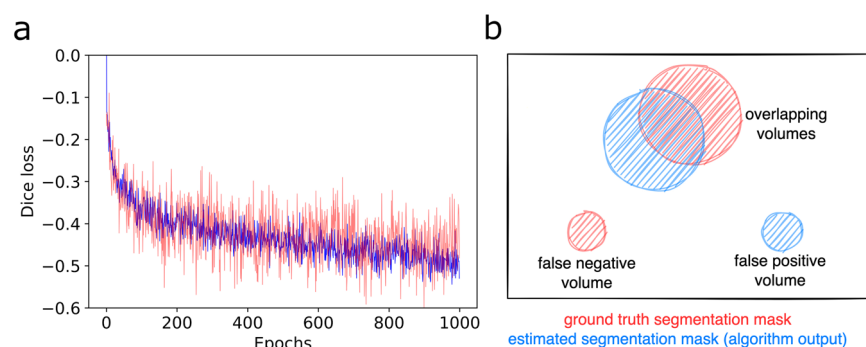 a
0.0
−0.1
−0.2
−0.3
−0.4
−0.5
−0.6
Dice loss
0
200
400
600
800
1000
Epochs
b
overlapping
volumes
false negative
volume
false positive
volume
ground truth segmentation mask
estimated segmentation mask (algorithm output)